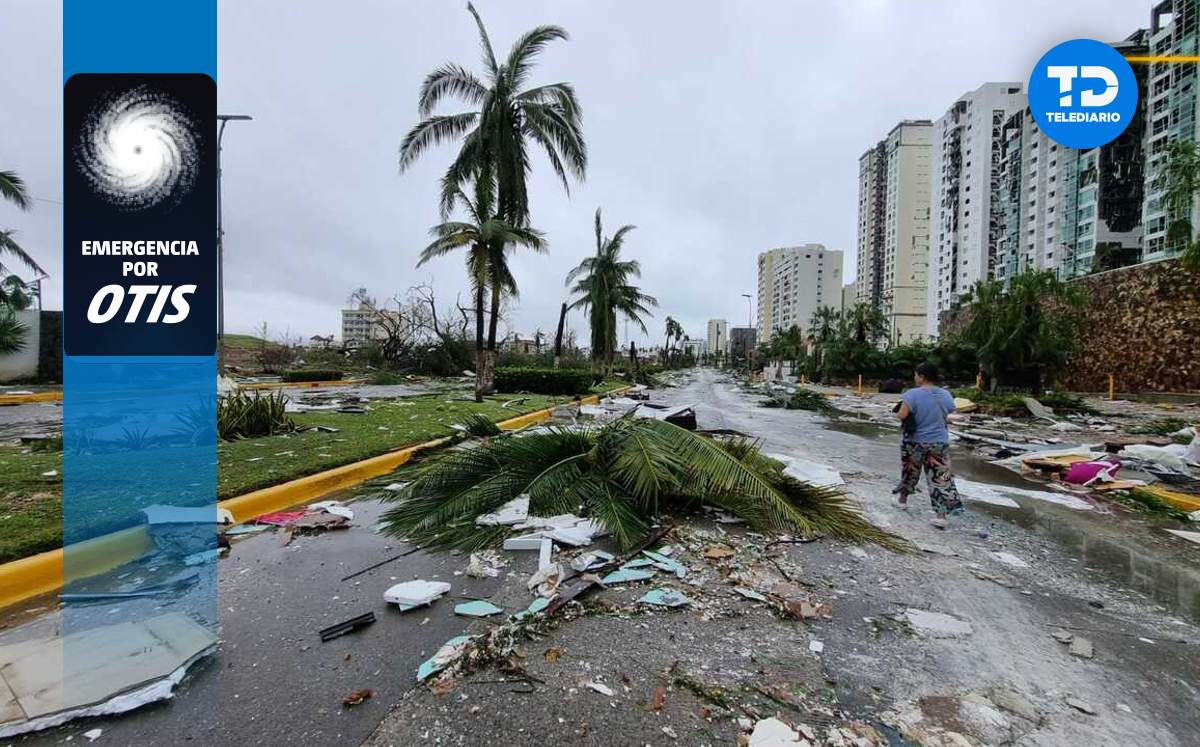 EMERGENCIA
POR
OTIS
TD
TELEDIARIO